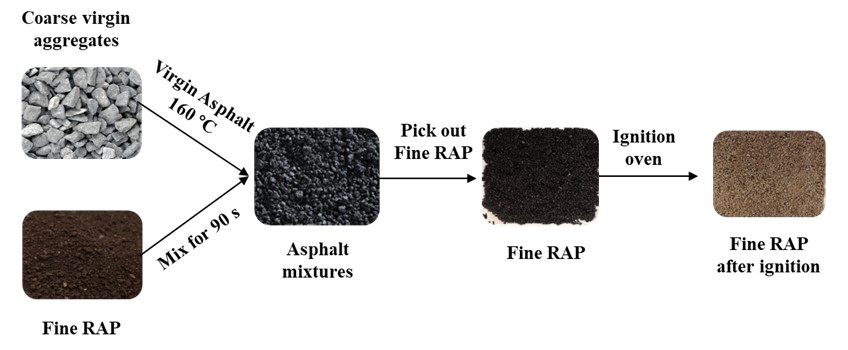 Coarse virgin
aggregates
Virgin Asphalt
160 °C
Mix for 90 s
Fine RAP
Asphalt
mixtures
Pick out
Fine RAP
Fine RAP
Ignition
oven
Fine RAP
after ignition